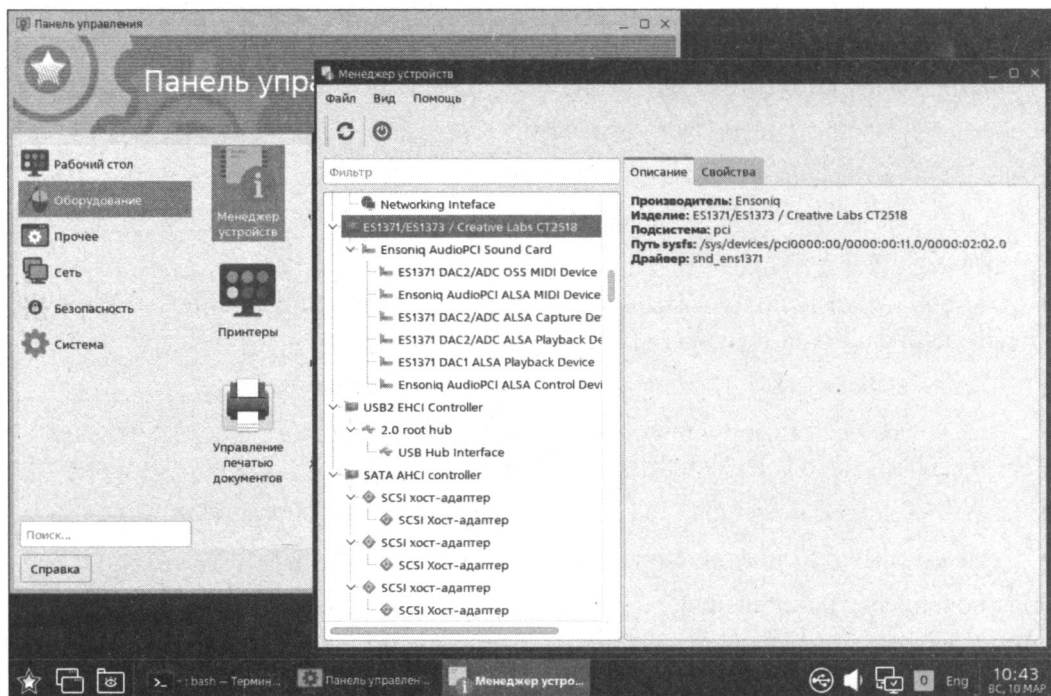 Панель управления
Панель упра
Рабочий стол
Оборудование
Прочее
Сеть
Безопасность
Система
Менеджер
устройств
Принтеры
Управление
печатью
документов
Поиск...
Справка
Менеджер устройств
Файл Вид Помощь
Фильтр
Networking Inteface
ES1371/ES1373 / Creative Labs CT2518
Ensoniq AudioPCI Sound Card
ES1371 DAC2/ADC OSS MIDI Device
Ensoniq AudioPCI ALSA MIDI Device
ES1371 DAC2/ADC ALSA Capture De
ES1371 DAC2/ADC ALSA Playback De
ES1371 DAC1 ALSA Playback Device
Ensoniq AudioPCI ALSA Control Devi
USB2 EHCI Controller
2.0 root hub
USB Hub Interface
SATA AHCI controller
SCSI хост-адаптер
SCSI Хост-адаптер
SCSI хост-адаптер
SCSI Хост-адаптер
SCSI хост-адаптер
SCSI Хост-адаптер
Описание Свойства
Производитель: Ensoniq
Изделие: ES1371/ES1373 / Creative Labs CT2518
Подсистема: pci
Путь sysfs: /sys/devices/pci0000:00/0000:00:11.0/0000:02:02.0
Драйвер: snd_ens1371
~ : bash — Термин...
Панель управлен...
Менеджер устро...
0 Eng 10:43
ВС, 10 МАР